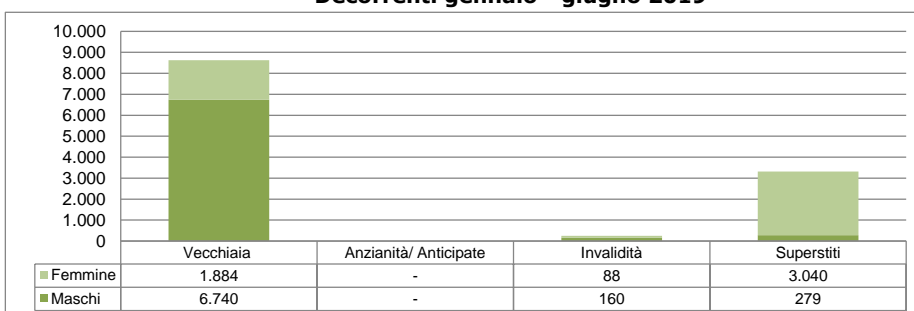 Decorrenti gennaio - giugno 2019
10.000
9.000
8.000
7.000
6.000
5.000
4.000
3.000
2.000
1.000
0
Vecchiaia Anzianità/ Anticipate Invalidità Superstiti
Femmine 1.884 - 88 3.040
Maschi 6.740 - 160 279